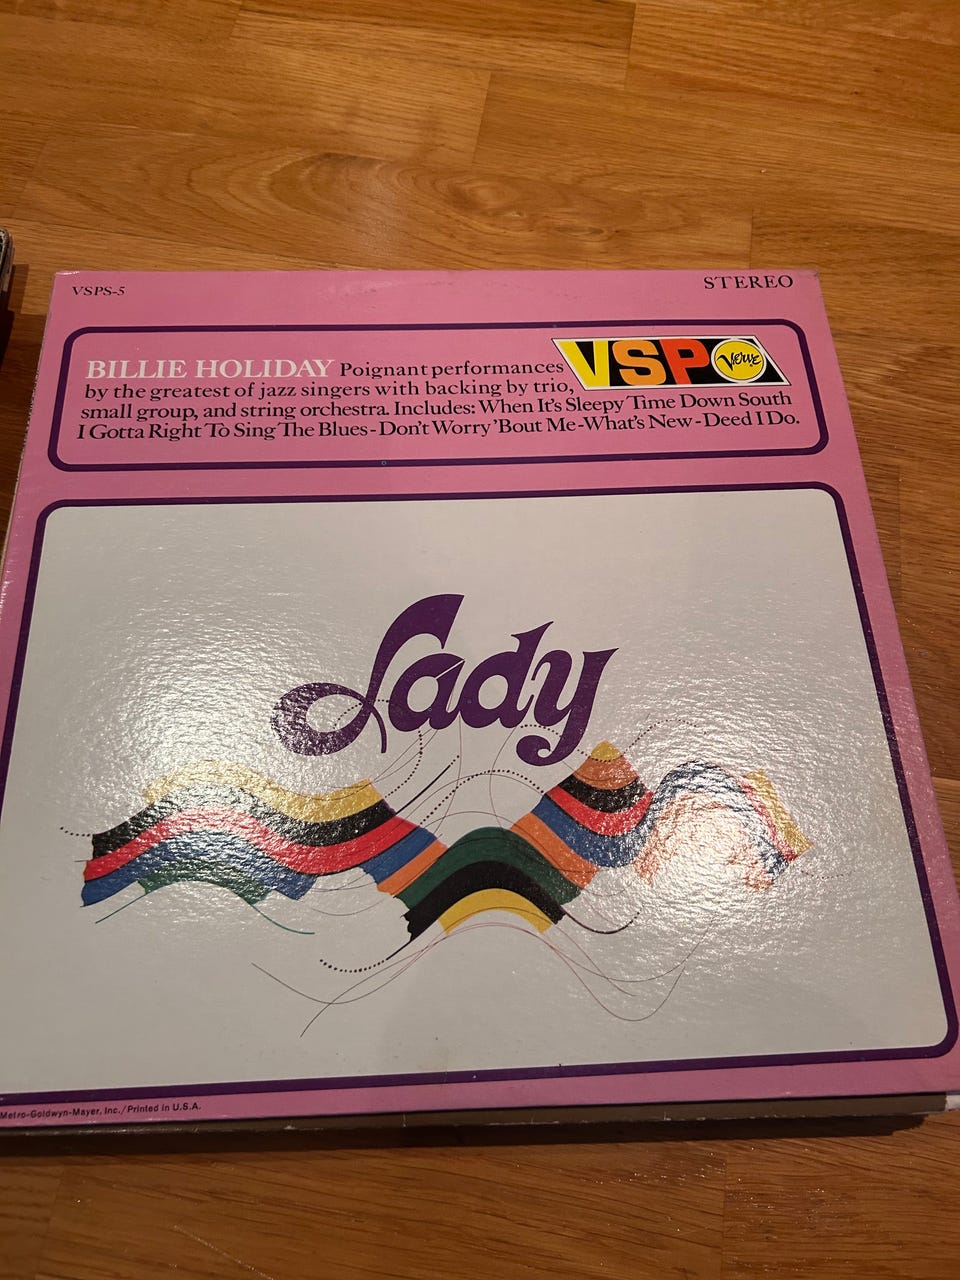 VSPS-5
STEREO
BILLIE HOLIDAY Poignant performances
VSP Verve
by the greatest of jazz singers with backing by trio,
small group, and string orchestra. Includes: When It's Sleepy Time Down South
I Gotta Right To Sing The Blues - Don't Worry 'Bout Me - What's New - Deed I Do.
Lady
Metro-Goldwyn-Mayer, Inc./Printed in U.S.A.